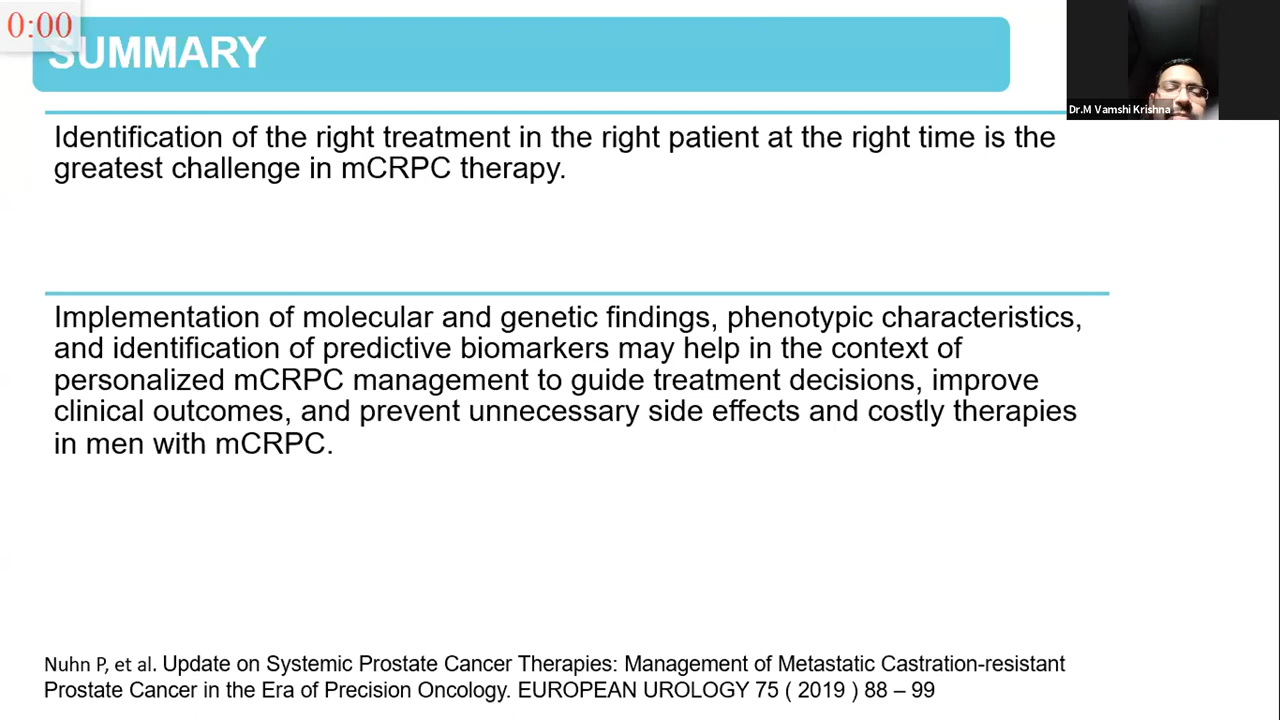 0:00
SUMMARY
Dr.M Vamshi Krishna
Identification of the right treatment in the right patient at the right time is the
greatest challenge in mCRPC therapy.
Implementation of molecular and genetic findings, phenotypic characteristics,
and identification of predictive biomarkers may help in the context of
personalized mCRPC management to guide treatment decisions, improve
clinical outcomes, and prevent unnecessary side effects and costly therapies
in men with mCRPC.
Nuhn P, et al. Update on Systemic Prostate Cancer Therapies: Management of Metastatic Castration-resistant
Prostate Cancer in the Era of Precision Oncology. EUROPEAN UROLOGY 75 ( 2019 ) 88 – 99